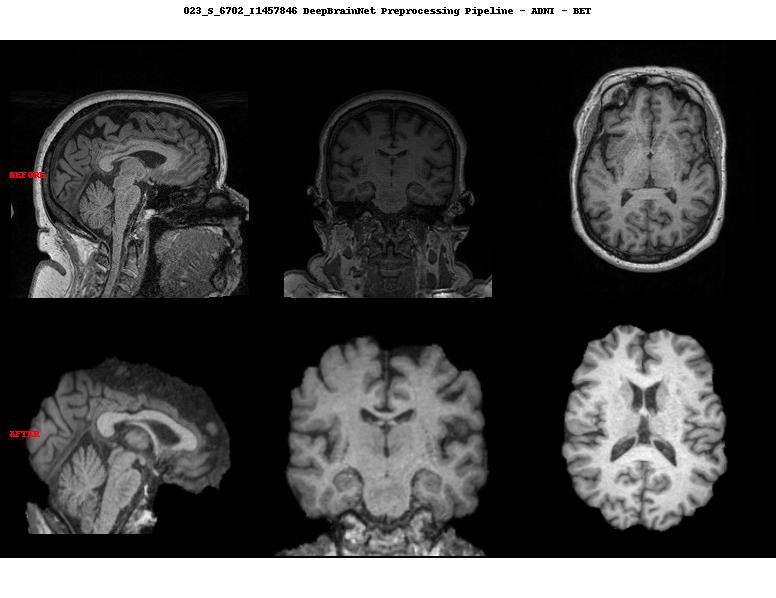 023_S_6702_I1457846 DeepBrainNet Preprocessing Pipeline - ADNI - BET
BEFORE
AFTER